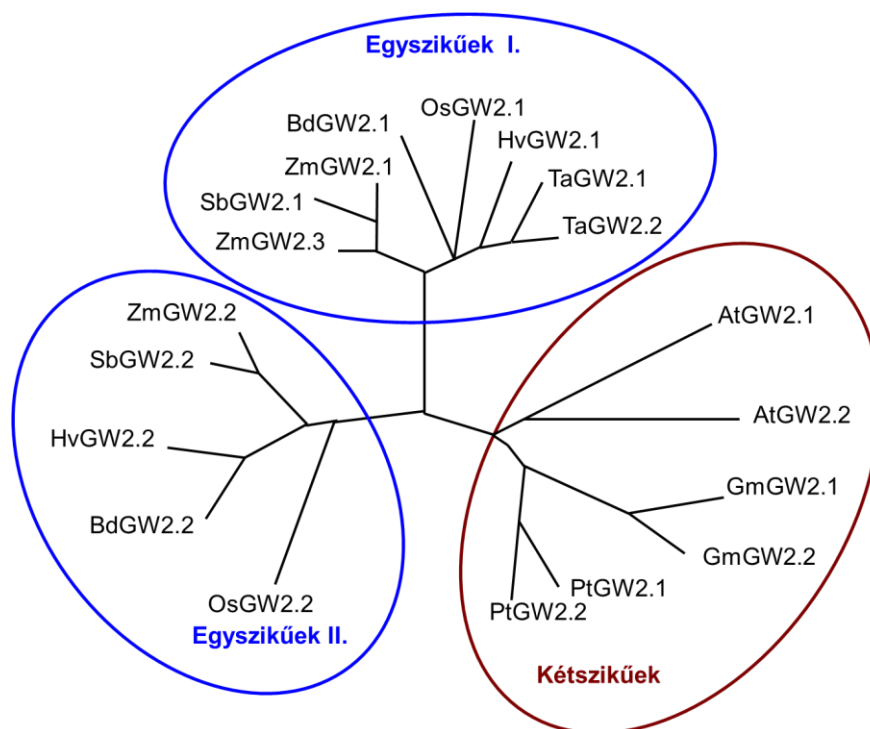 Egyszikűek I.
OsGW2.1
BdGW2.1
HvGW2.1
ZmGW2.1
TaGW2.1
SbGW2.1
TaGW2.2
ZmGW2.3
ZmGW2.2
AtGW2.1
SbGW2.2
AtGW2.2
HvGW2.2
GmGW2.1
BdGW2.2
GmGW2.2
PtGW2.1
OsGW2.2
PtGW2.2
Egyszikűek II.
Kétszikűek